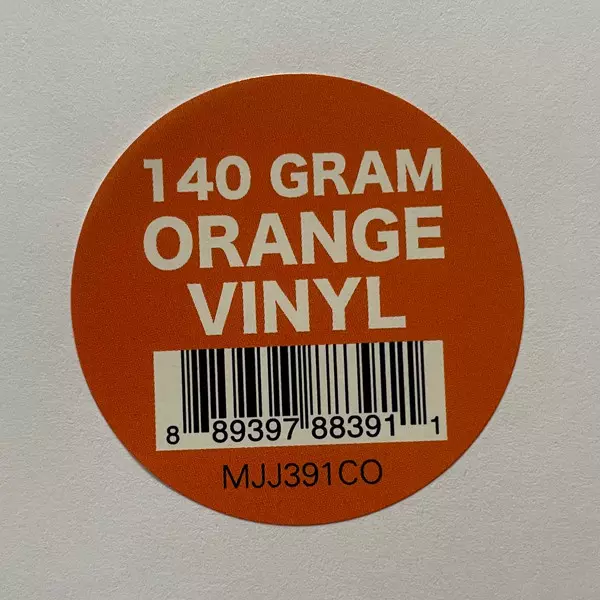 140 GRAM
ORANGE
VINYL
8 89397 88391 1
MJJ391CO